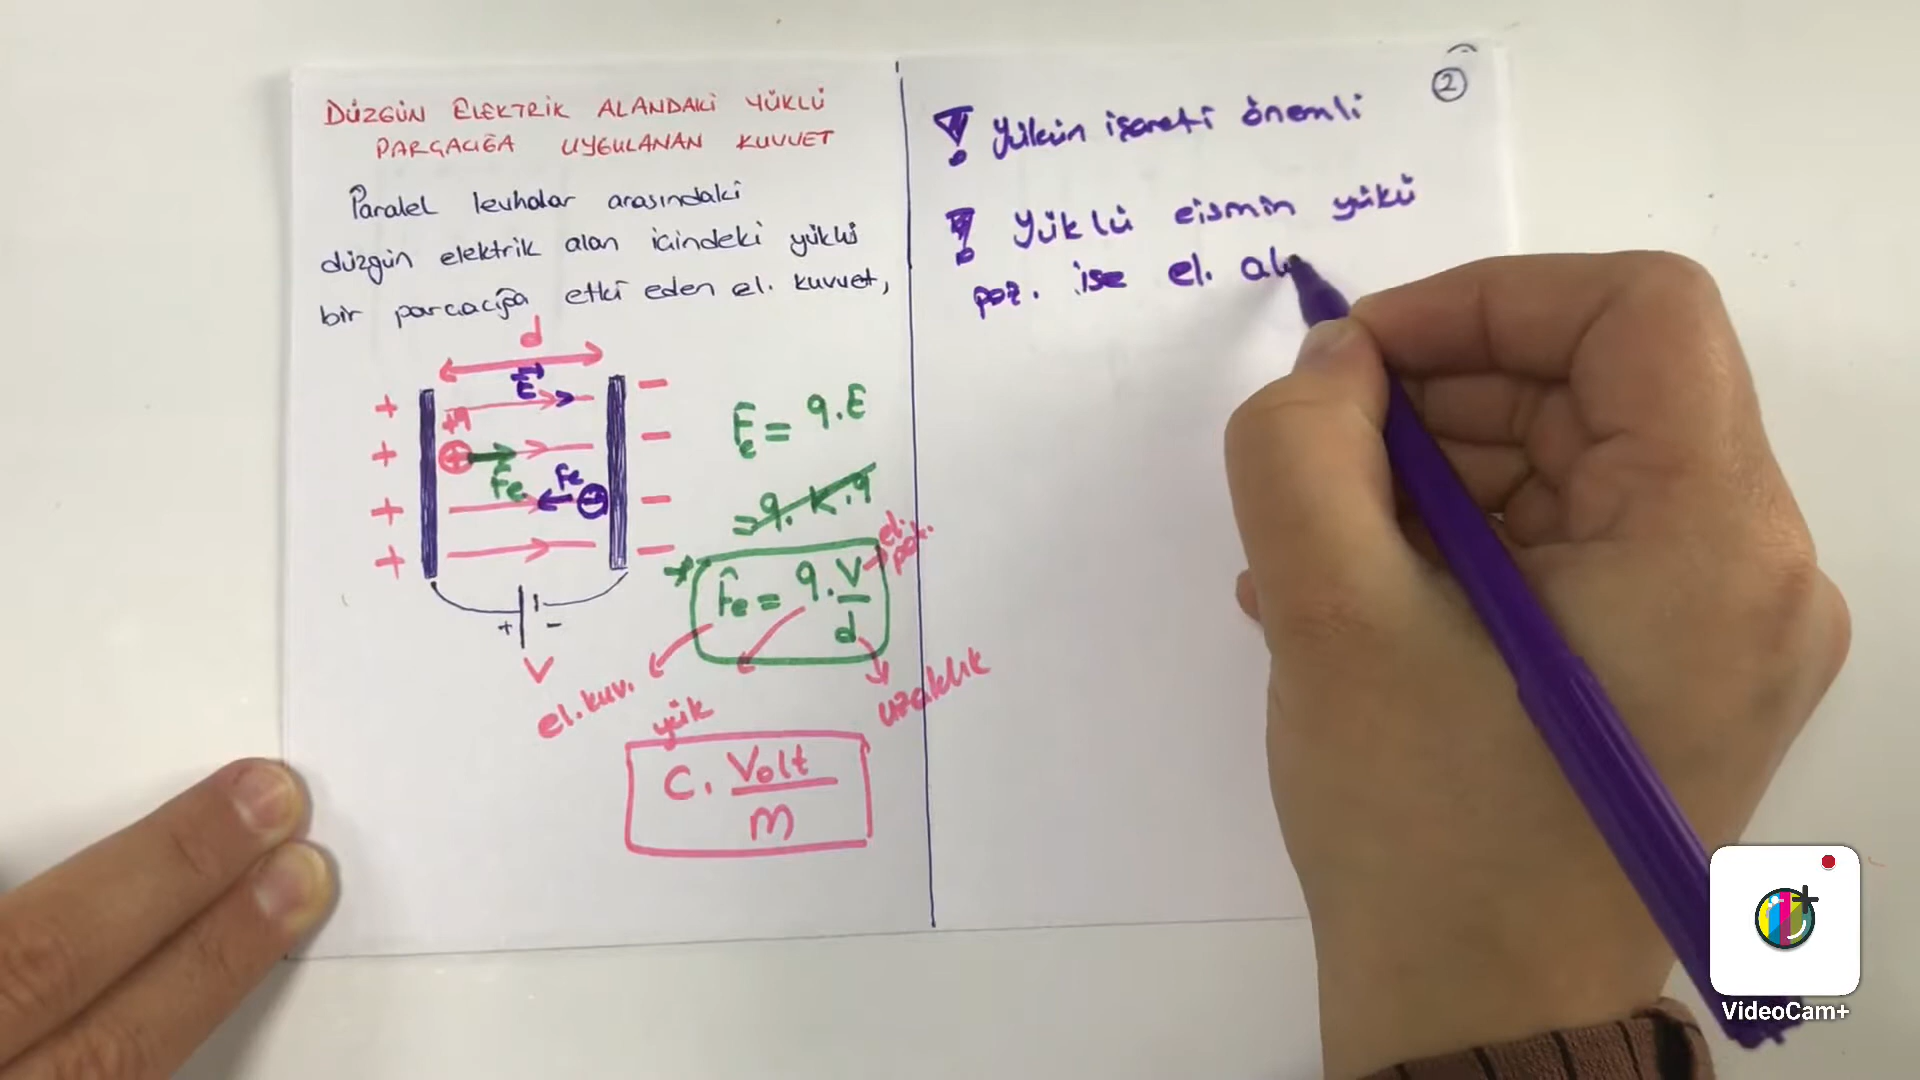 DÜZGÜN ELEKTRİK ALANDAKİ YÜKLÜ
PARÇACIĞA UYGULANAN KUVVET
Paralel levhalar arasındaki
düzgün elektrik alan içindeki yüklü
bir parçacığa etki eden el. kuvvet,
d
E
+ −
+q
+ −
Fe
Fe
+ −
+ −
+ −
V
Fe = q.E
= q.K.q
Fe = q.V/d
el. pot.
el.kuv.
yük
uzaklık
C. Volt/m
2
! Yükün işareti önemli
! Yüklü cismin yükü
poz. ise el. al
VideoCam+